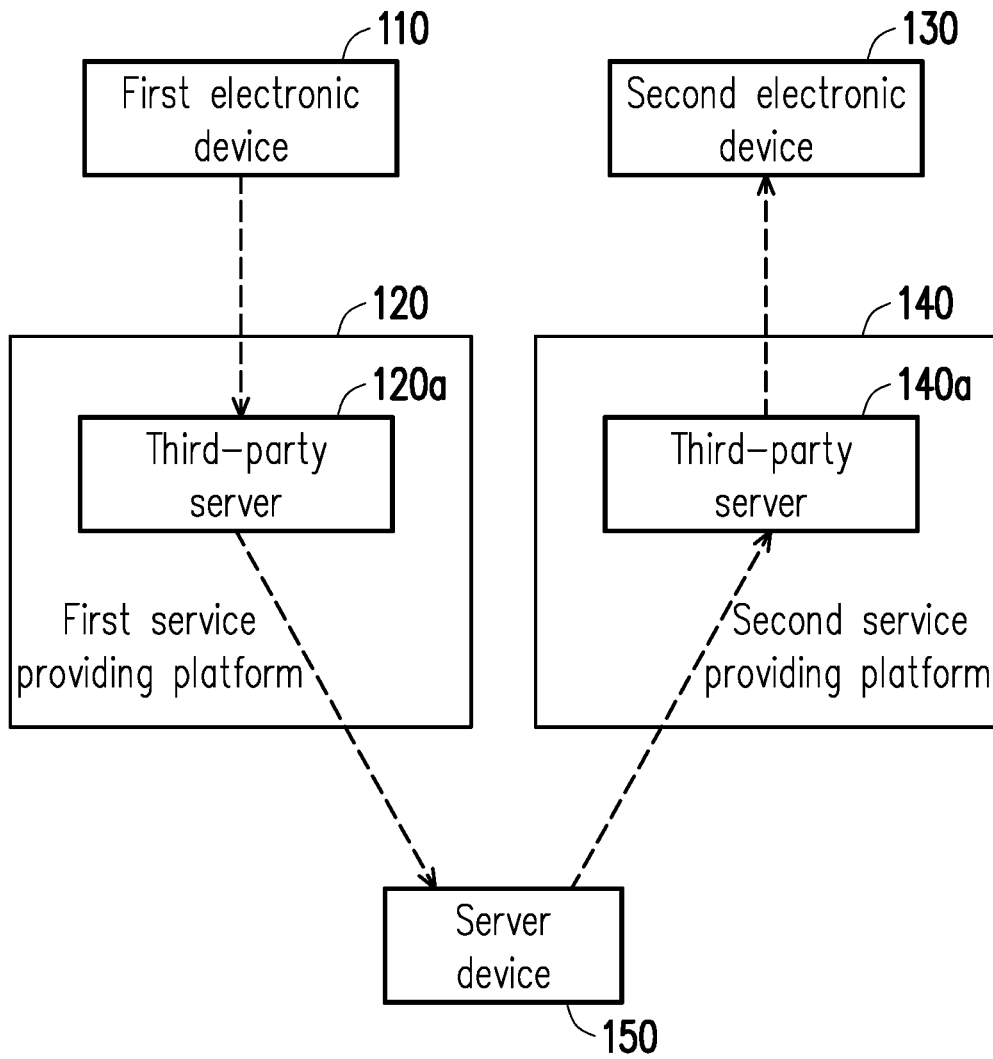 110
First electronic
device
130
Second electronic
device
120
120a
Third-party
server
First service
providing platform
140
140a
Third-party
server
Second service
providing platform
Server
device
150